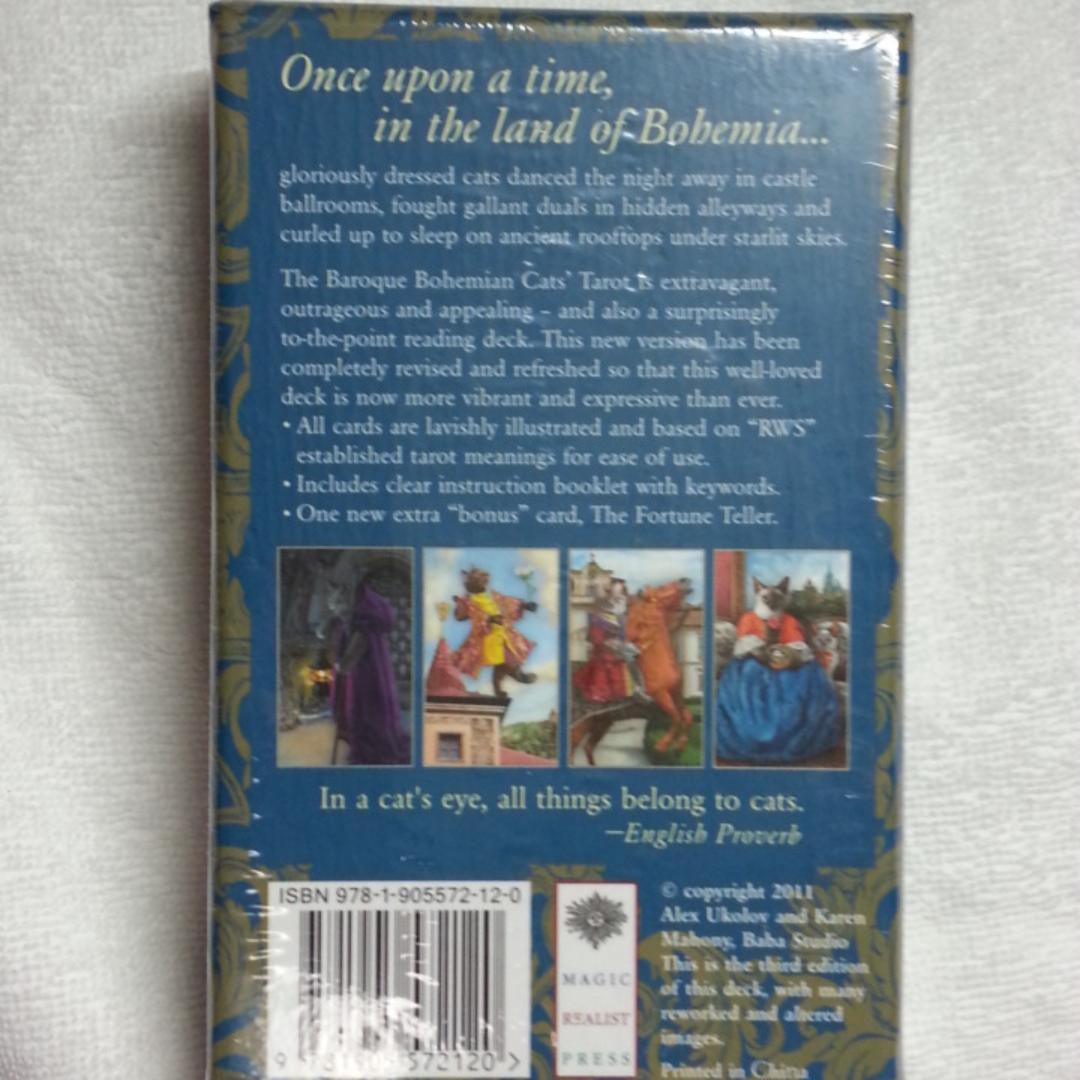 Once upon a time,
in the land of Bohemia...
gloriously dressed cats danced the night away in castle
ballrooms, fought gallant duals in hidden alleyways and
curled up to sleep on ancient rooftops under starlit skies.
The Baroque Bohemian Cats' Tarot is extravagant,
outrageous and appealing – and also a surprisingly
to-the-point reading deck. This new version has been
completely revised and refreshed so that this well-loved
deck is now more vibrant and expressive than ever.
• All cards are lavishly illustrated and based on “RWS”
established tarot meanings for ease of use.
• Includes clear instruction booklet with keywords.
• One new extra “bonus” card, The Fortune Teller.
In a cat's eye, all things belong to cats.
–English Proverb
ISBN 978-1-905572-12-0
9 572120 >
MAGIC
REALIST
PRESS
© copyright 2011
Alex Ukolov and Karen
Mahony, Baba Studio
This is the third edition
of this deck, with many
reworked and altered
images.
Printed in China